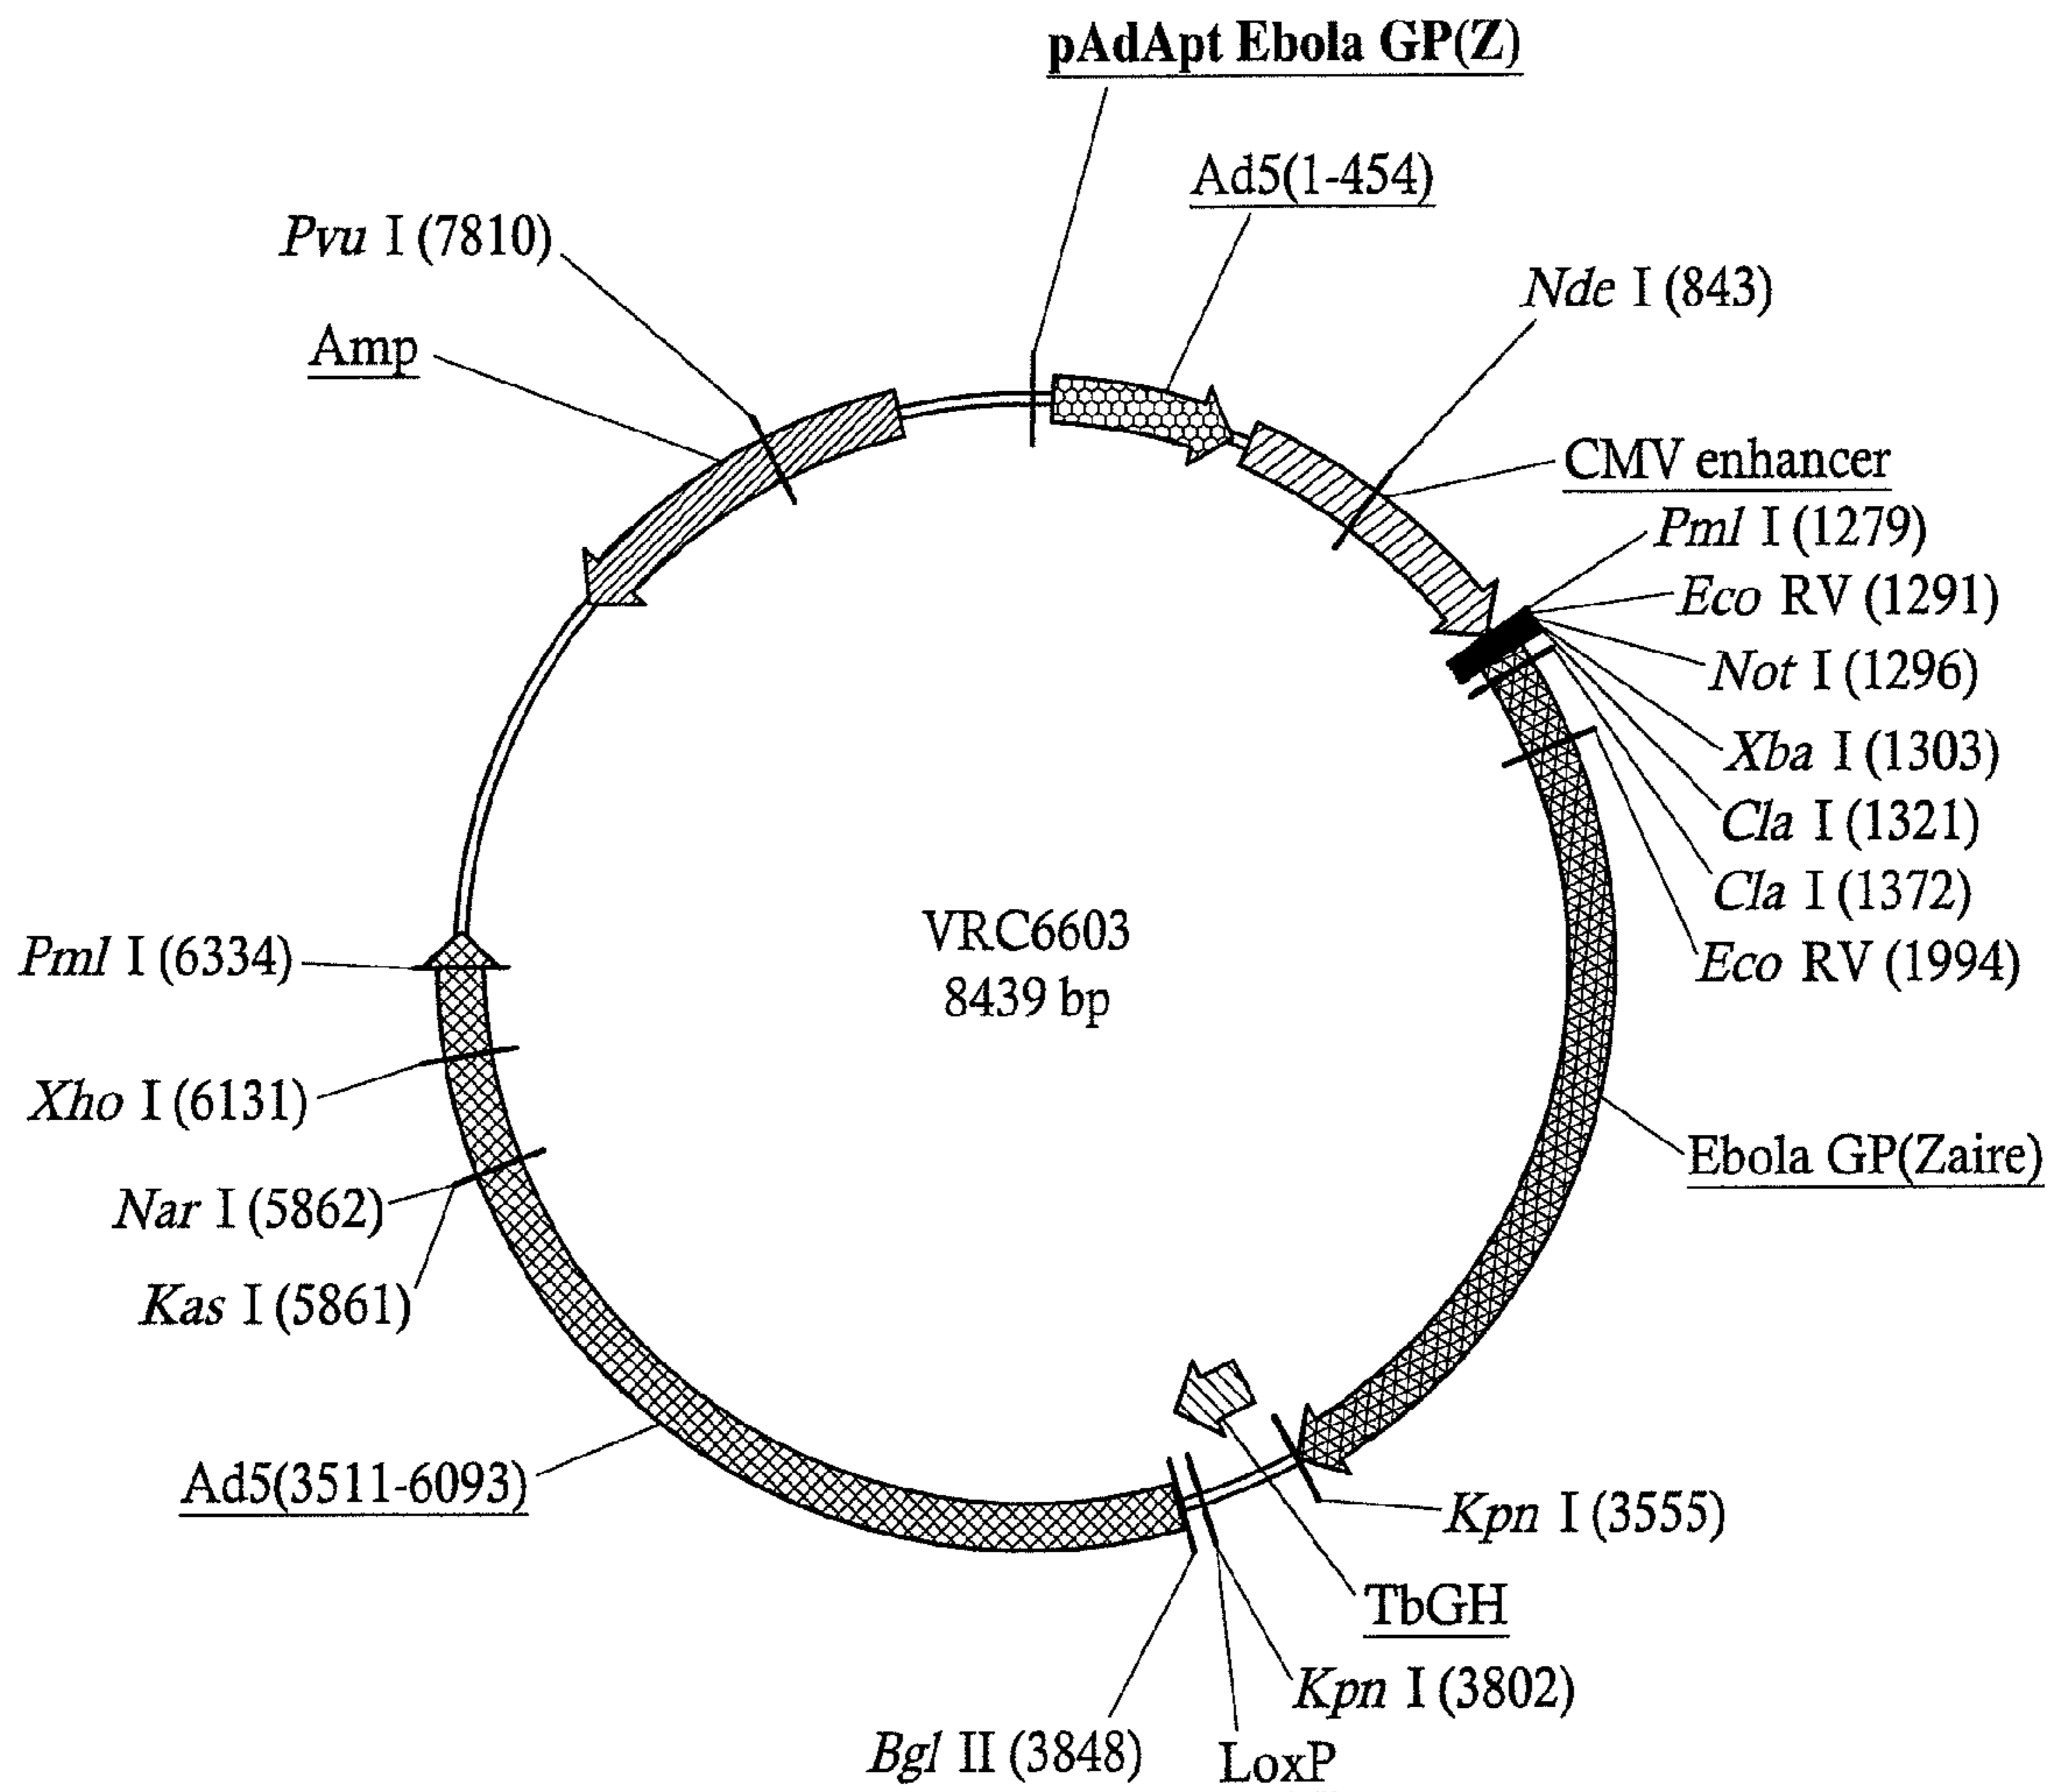 pAdApt Ebola GP(Z)
Ad5(1-454)
Pvu I (7810)
Nde I (843)
Amp
CMV enhancer
Pml I (1279)
Eco RV (1291)
Not I (1296)
Xba I (1303)
Cla I (1321)
Cla I (1372)
Eco RV (1994)
VRC6603
8439 bp
Pml I (6334)
Xho I (6131)
Ebola GP(Zaire)
Nar I (5862)
Kas I (5861)
Ad5(3511-6093)
Kpn I (3555)
TbGH
Kpn I (3802)
Bgl II (3848)
LoxP